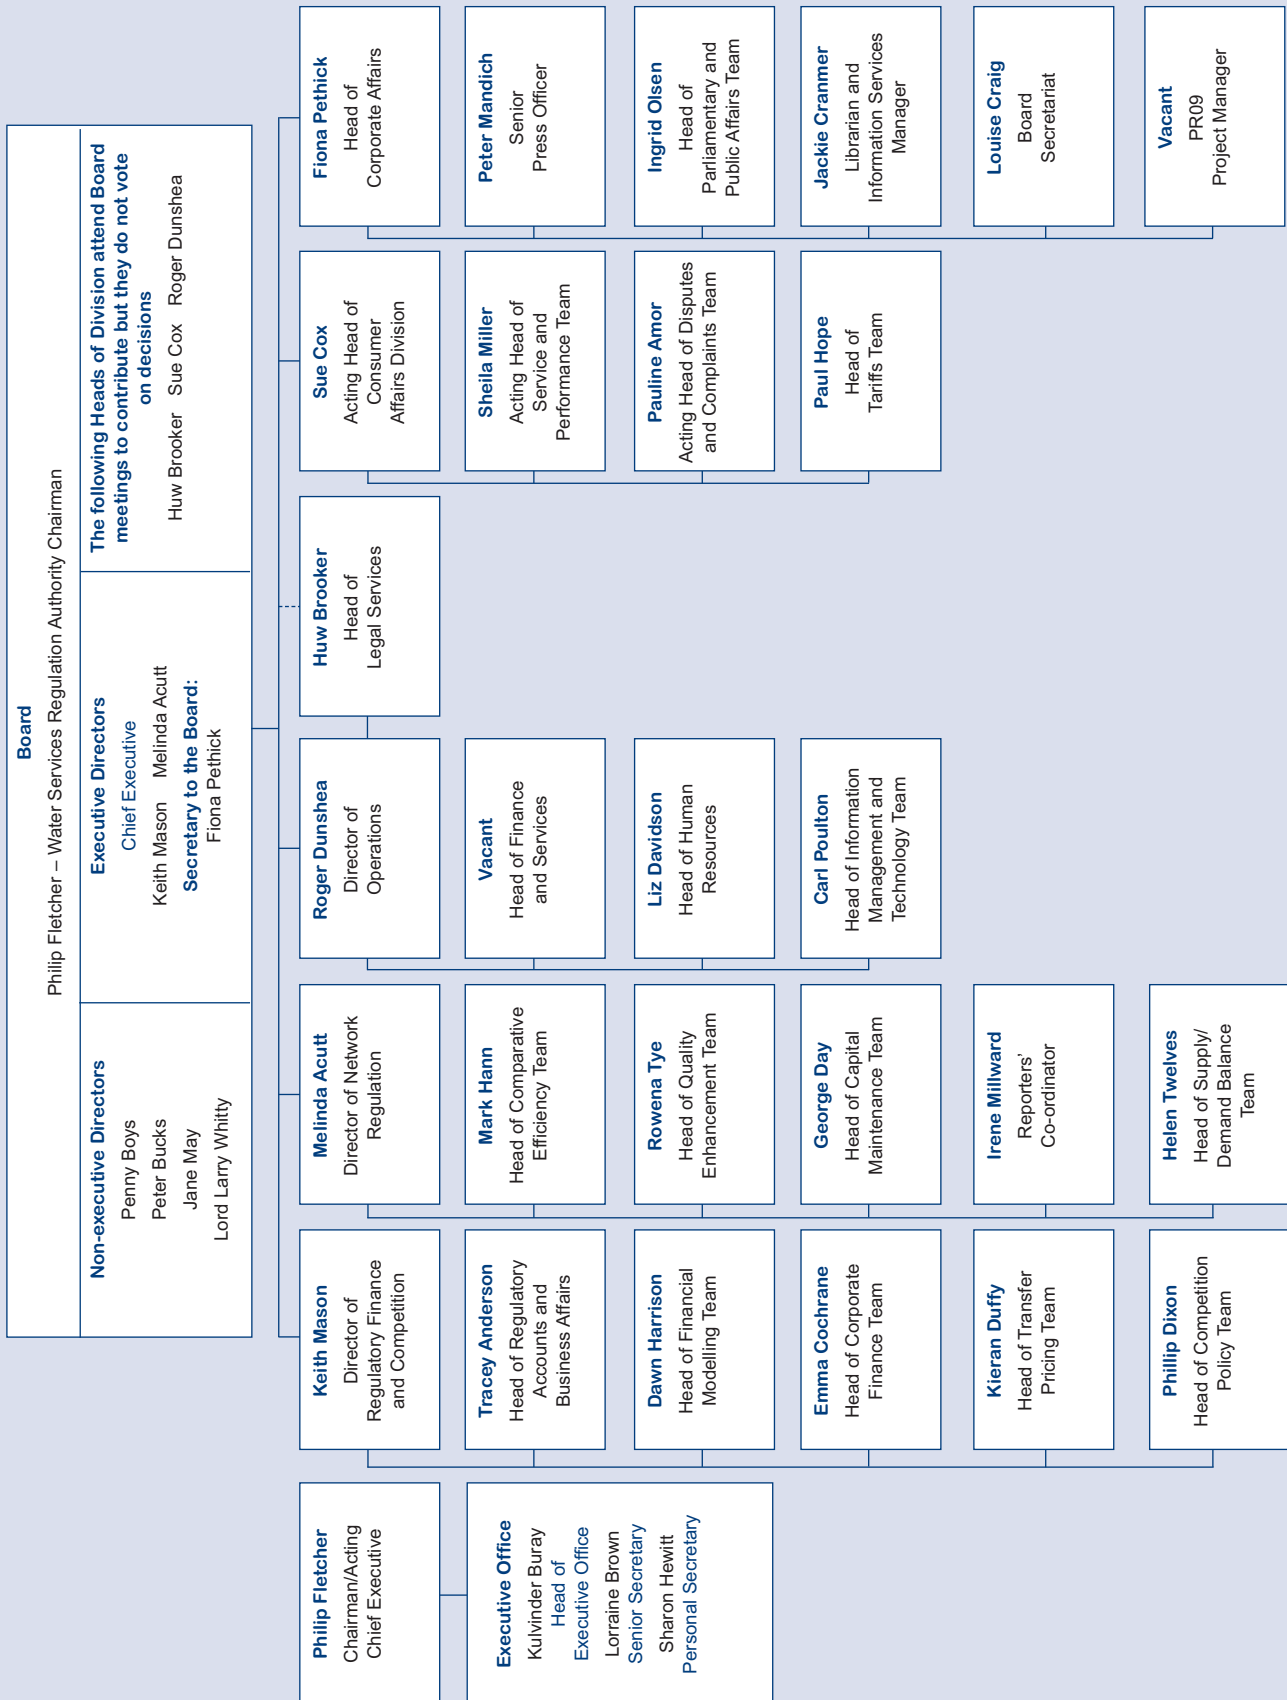 Board
Philip Fletcher – Water Services Regulation Authority Chairman
Non-executive Directors
Penny Boys
Peter Bucks
Jane May
Lord Larry Whitty
Executive Directors
Chief Executive
Keith Mason   Melinda Acutt
Secretary to the Board:
Fiona Pethick
The following Heads of Division attend Board
meetings to contribute but they do not vote
on decisions
Huw Brooker   Sue Cox   Roger Dunshea
Philip Fletcher
Chairman/Acting
Chief Executive
Executive Office
Kulvinder Buray
Head of
Executive Office
Lorraine Brown
Senior Secretary
Sharon Hewitt
Personal Secretary
Keith Mason
Director of
Regulatory Finance
and Competition
Tracey Anderson
Head of Regulatory
Accounts and
Business Affairs
Dawn Harrison
Head of Financial
Modelling Team
Emma Cochrane
Head of Corporate
Finance Team
Kieran Duffy
Head of Transfer
Pricing Team
Phillip Dixon
Head of Competition
Policy Team
Melinda Acutt
Director of Network
Regulation
Mark Hann
Head of Comparative
Efficiency Team
Rowena Tye
Head of Quality
Enhancement Team
George Day
Head of Capital
Maintenance Team
Irene Millward
Reporters'
Co-ordinator
Helen Twelves
Head of Supply/
Demand Balance
Team
Roger Dunshea
Director of
Operations
Vacant
Head of Finance
and Services
Liz Davidson
Head of Human
Resources
Carl Poulton
Head of Information
Management and
Technology Team
Huw Brooker
Head of
Legal Services
Sue Cox
Acting Head of
Consumer
Affairs Division
Sheila Miller
Acting Head of
Service and
Performance Team
Pauline Amor
Acting Head of Disputes
and Complaints Team
Paul Hope
Head of
Tariffs Team
Fiona Pethick
Head of
Corporate Affairs
Peter Mandich
Senior
Press Officer
Ingrid Olsen
Head of
Parliamentary and
Public Affairs Team
Jackie Cranmer
Librarian and
Information Services
Manager
Louise Craig
Board
Secretariat
Vacant
PR09
Project Manager